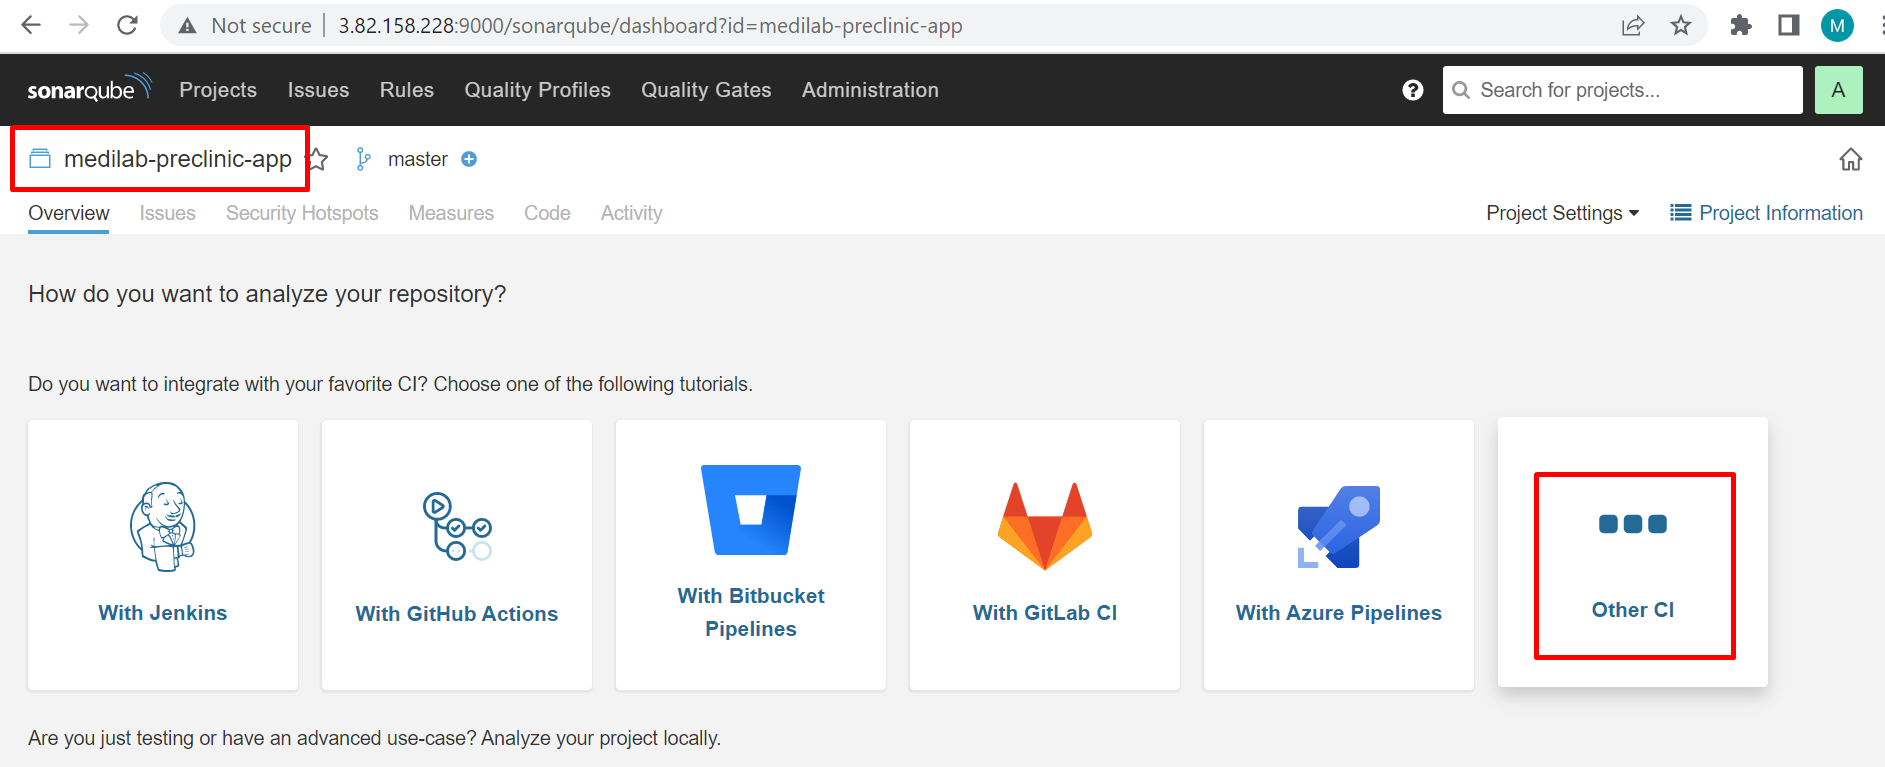 Not secure 3.82.158.228:9000/sonarqube/dashboard?id=medilab-preclinic-app M
sonarqube Projects Issues Rules Quality Profiles Quality Gates Administration ? Search for projects... A
medilab-preclinic-app master
Overview Issues Security Hotspots Measures Code Activity Project Settings Project Information
How do you want to analyze your repository?
Do you want to integrate with your favorite CI? Choose one of the following tutorials.
With Jenkins
With GitHub Actions
With Bitbucket
Pipelines
With GitLab CI
With Azure Pipelines
Other CI
Are you just testing or have an advanced use-case? Analyze your project locally.